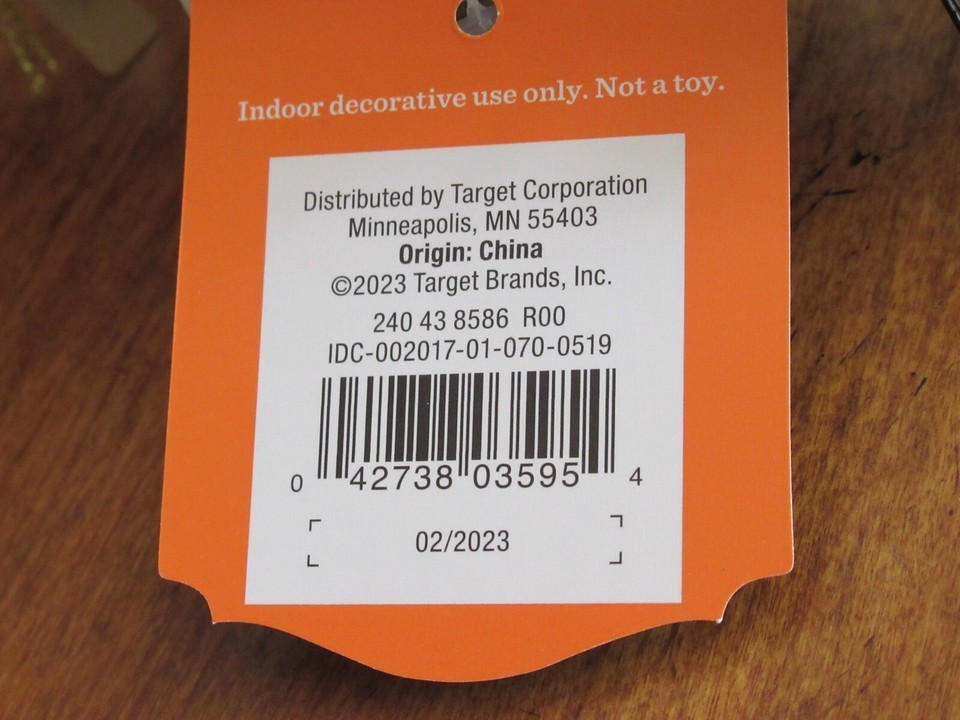 Indoor decorative use only. Not a toy.
Distributed by Target Corporation
Minneapolis, MN 55403
Origin: China
©2023 Target Brands, Inc.
240 43 8586 R00
IDC-002017-01-070-0519
0 42738 03595 4
02/2023